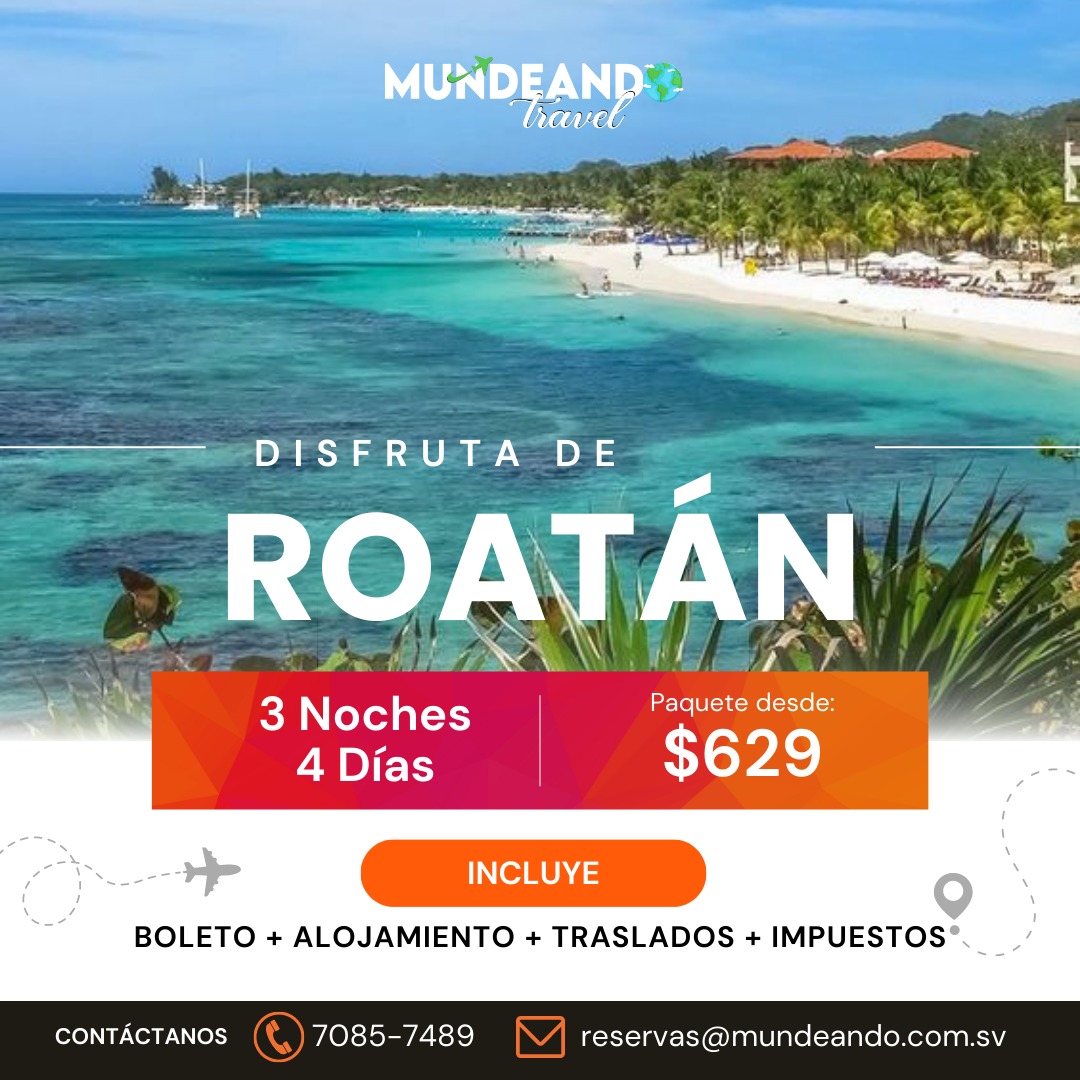 MUNDEANDO
travel
DISFRUTA DE
ROATÁN
3 Noches
4 Días
Paquete desde:
$629
INCLUYE
BOLETO + ALOJAMIENTO + TRASLADOS + IMPUESTOS
CONTÁCTANOS 7085-7489 reservas@mundeando.com.sv